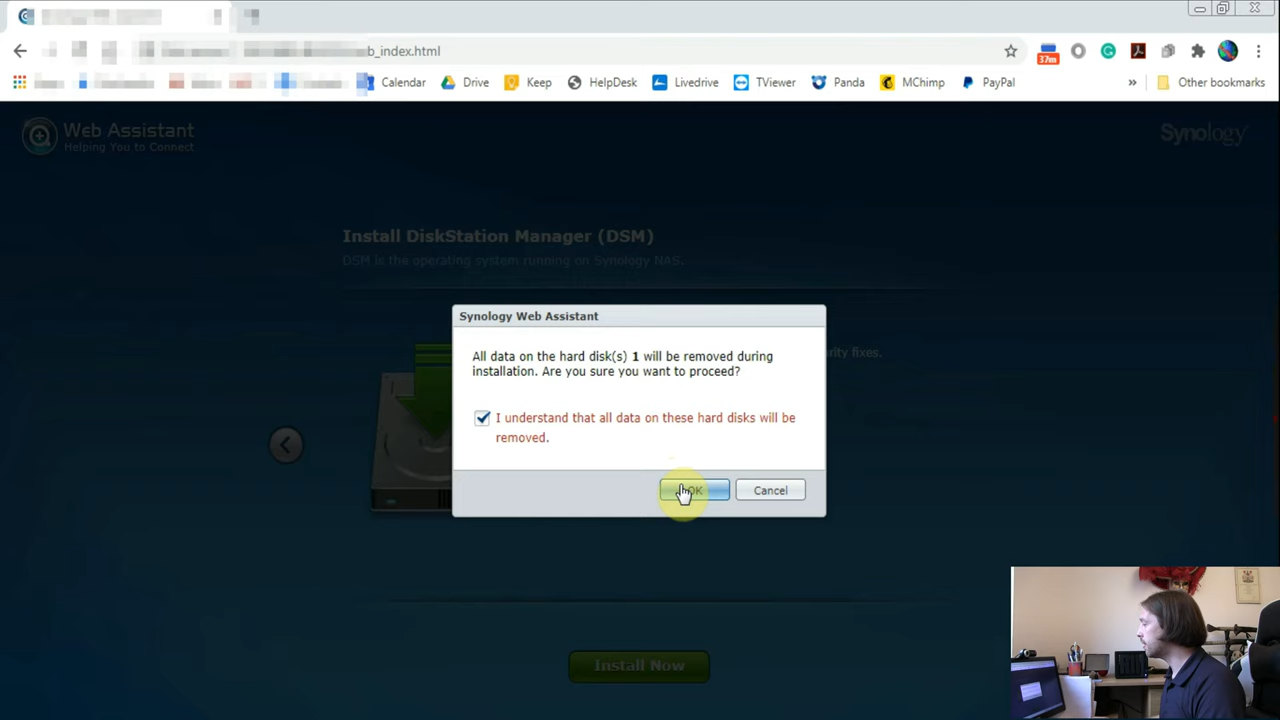 b_index.html
37m
Calendar
Drive
Keep
HelpDesk
Livedrive
TViewer
Panda
MChimp
PayPal
»
Other bookmarks
Web Assistant
Helping You to Connect
Synology
Install DiskStation Manager (DSM)
DSM is the operating system running on Synology NAS.
Synology Web Assistant
All data on the hard disk(s) 1 will be removed during
installation. Are you sure you want to proceed?
rity fixes.
I understand that all data on these hard disks will be
removed.
OK
Cancel
Install Now